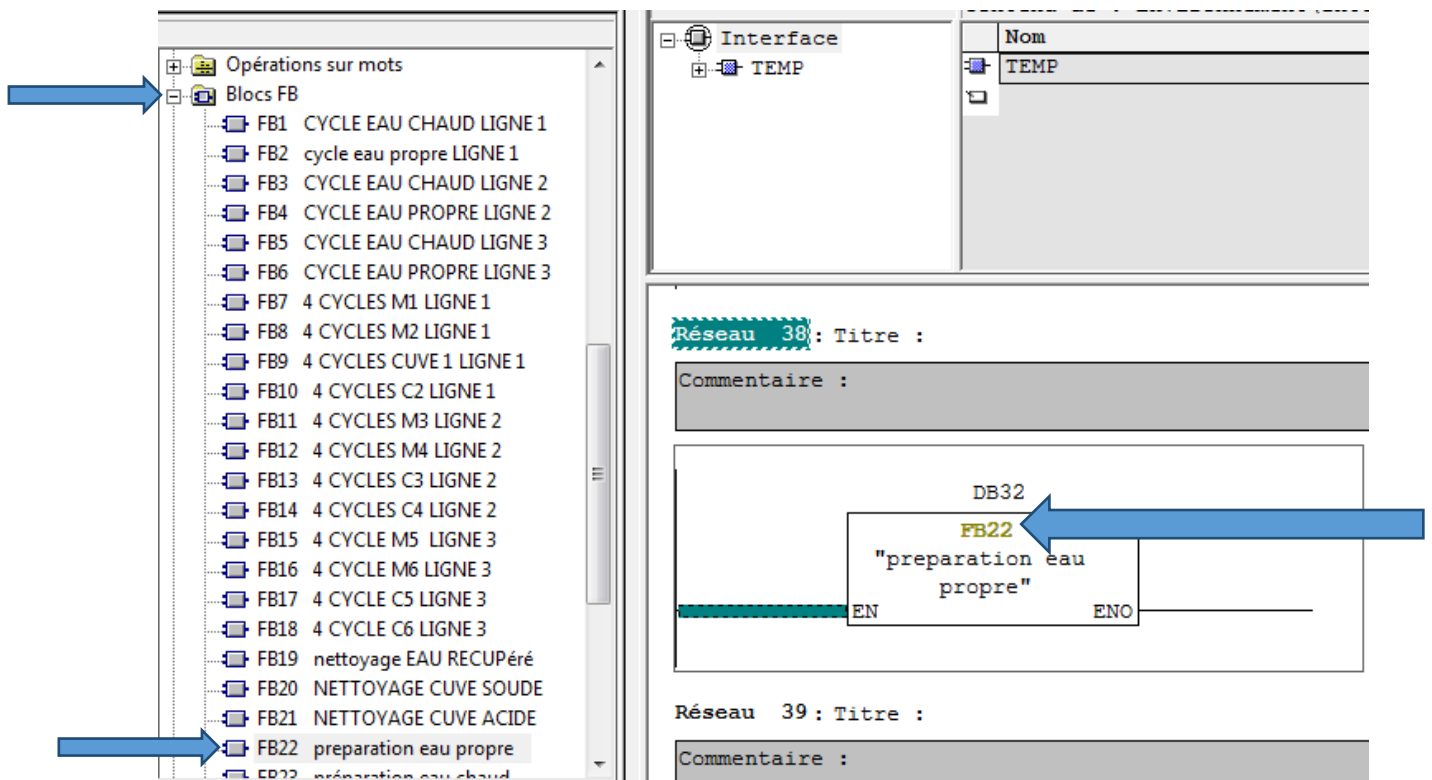 Opérations sur mots
Blocs FB
FB1 CYCLE EAU CHAUD LIGNE 1
FB2 cycle eau propre LIGNE 1
FB3 CYCLE EAU CHAUD LIGNE 2
FB4 CYCLE EAU PROPRE LIGNE 2
FB5 CYCLE EAU CHAUD LIGNE 3
FB6 CYCLE EAU PROPRE LIGNE 3
FB7 4 CYCLES M1 LIGNE 1
FB8 4 CYCLES M2 LIGNE 1
FB9 4 CYCLES CUVE 1 LIGNE 1
FB10 4 CYCLES C2 LIGNE 1
FB11 4 CYCLES M3 LIGNE 2
FB12 4 CYCLES M4 LIGNE 2
FB13 4 CYCLES C3 LIGNE 2
FB14 4 CYCLES C4 LIGNE 2
FB15 4 CYCLE M5 LIGNE 3
FB16 4 CYCLE M6 LIGNE 3
FB17 4 CYCLE C5 LIGNE 3
FB18 4 CYCLE C6 LIGNE 3
FB19 nettoyage EAU RECUPéré
FB20 NETTOYAGE CUVE SOUDE
FB21 NETTOYAGE CUVE ACIDE
FB22 preparation eau propre
FB23 préparation eau chaud
Interface
TEMP
Nom
TEMP
Réseau 38 : Titre :
Commentaire :
DB32
FB22
"preparation eau
propre"
EN ENO
Réseau 39 : Titre :
Commentaire :